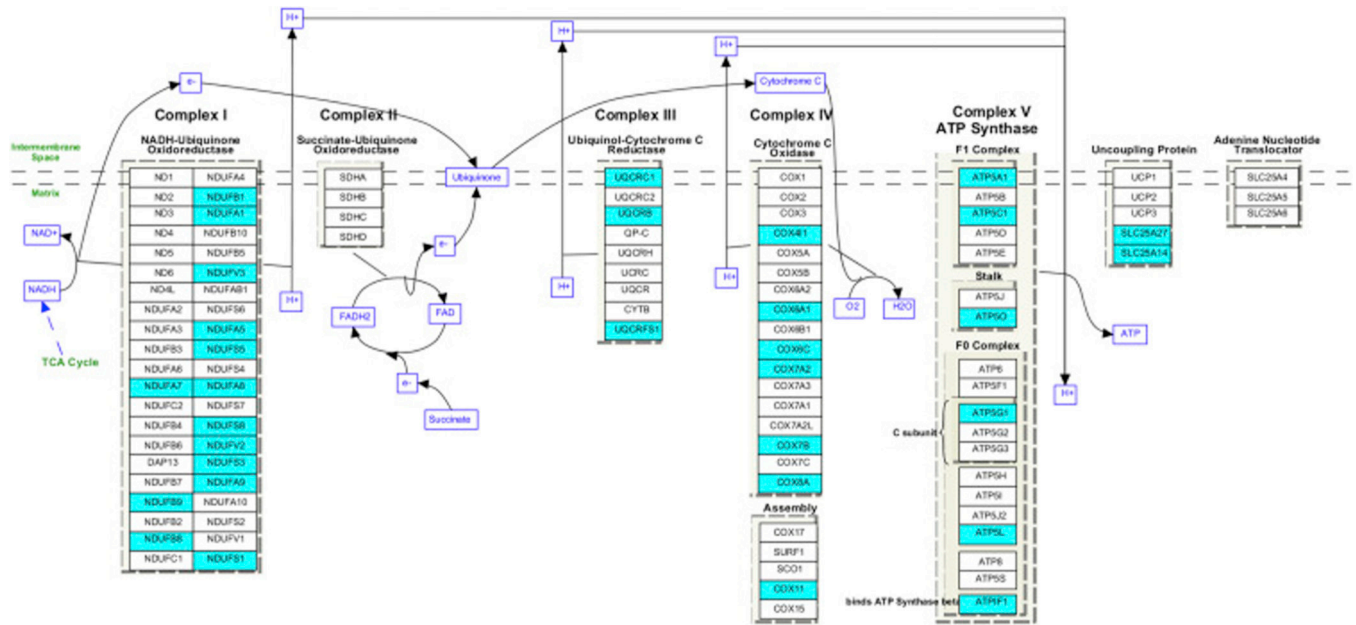 H+
H+
H+
e-
Cytochrome C
Complex I
Complex II
Complex III
Complex IV
Complex V
ATP Synthase
NADH-Ubiquinone
Oxidoreductase
Succinate-Ubiquinone
Oxidoreductase
Ubiquinol-Cytochrome C
Reductase
Cytochrome C
Oxidase
F1 Complex
Uncoupling Protein
Adenine Nucleotide
Translocator
Intermembrane
Space
Matrix
ND1 NDUFA4
ND2 NDUFB1
ND3 NDUFA1
ND4 NDUFB10
ND5 NDUFB5
ND6 NDUFV3
ND4L NDUFAB1
NDUFA2 NDUFS6
NDUFA3 NDUFA5
NDUFB3 NDUFS5
NDUFA6 NDUFS4
NDUFA7 NDUFA8
NDUFC2 NDUFS7
NDUFB4 NDUFS8
NDUFB6 NDUFV2
DAP13 NDUFS3
NDUFB7 NDUFA9
NDUFB9 NDUFA10
NDUFB2 NDUFS2
NDUFB8 NDUFV1
NDUFC1 NDUFS1
SDHA
SDHB
SDHC
SDHD
Ubiquinone
UQCRC1
UQCRC2
UQCRB
QP-C
UQCRH
UCRC
UQCR
CYTB
UQCRFS1
COX1
COX2
COX3
COX4I1
COX5A
COX5B
COX6A2
COX6A1
COX6B1
COX6C
COX7A2
COX7A3
COX7A1
COX7A2L
COX7B
COX7C
COX8A
Assembly
COX17
SURF1
SCO1
COX11
COX15
ATP5A1
ATP5B
ATP5C1
ATP5D
ATP5E
Stalk
ATP5J
ATP5O
F0 Complex
ATP6
ATP5F1
C subunit
ATP5G1
ATP5G2
ATP5G3
ATP5H
ATP5I
ATP5J2
ATP5L
ATP8
ATP5S
binds ATP Synthase beta
ATPIF1
UCP1
UCP2
UCP3
SLC25A27
SLC25A14
SLC25A4
SLC25A5
SLC25A6
NAD+
NADH
TCA Cycle
H+
e-
FADH2
FAD
e-
Succinate
H+
H+
O2
H2O
ATP
H+